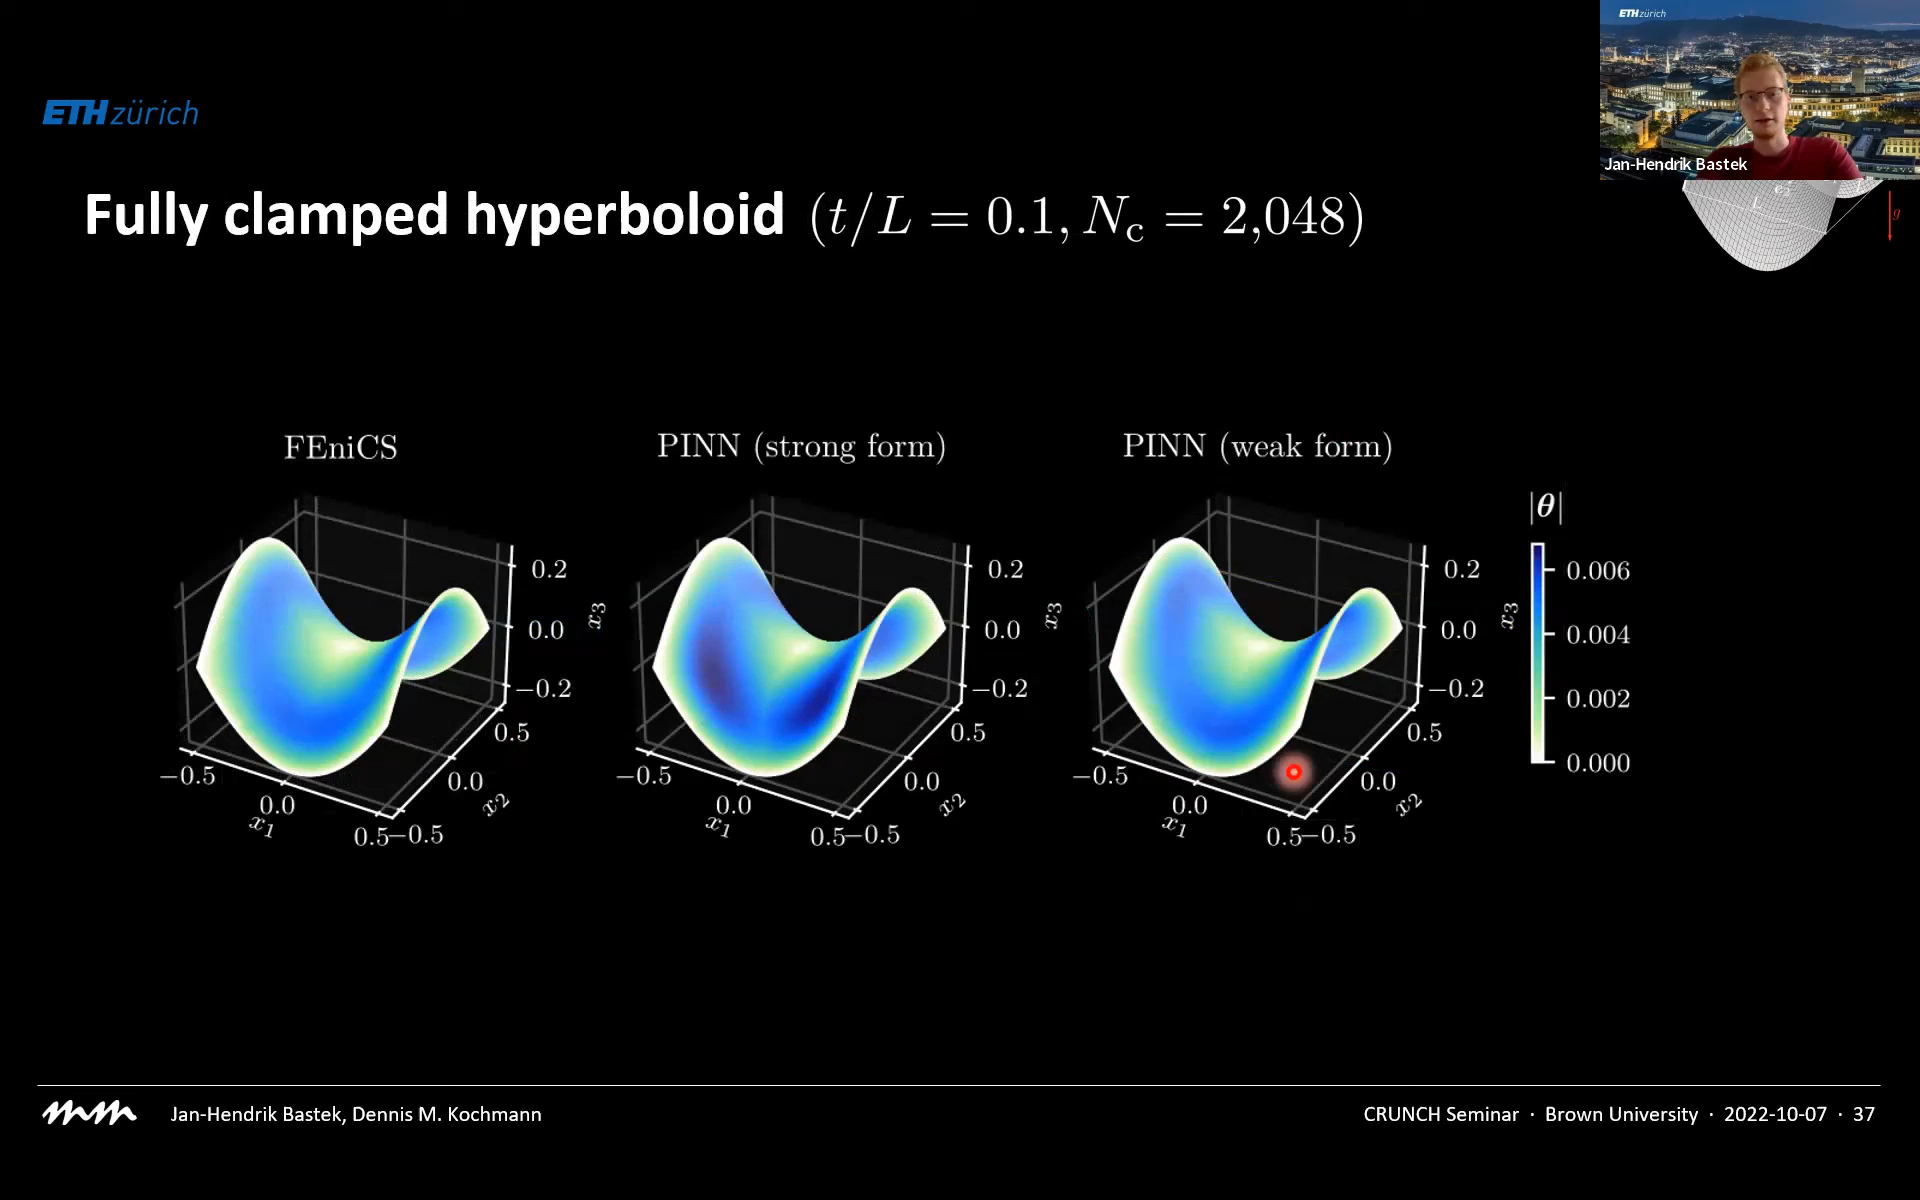 ETHzürich
Jan-Hendrik Bastek
ETHzürich
Fully clamped hyperboloid (t/L = 0.1, N_c = 2,048)
L
g
FEniCS
PINN (strong form)
PINN (weak form)
|θ|
0.2
0.0
−0.2
x3
0.5
0.0
−0.5
x2
−0.5
0.0
0.5
x1
0.2
0.0
−0.2
x3
0.5
0.0
−0.5
x2
−0.5
0.0
0.5
x1
0.2
0.0
−0.2
x3
0.5
0.0
−0.5
x2
−0.5
0.0
0.5
x1
0.006
0.004
0.002
0.000
Jan-Hendrik Bastek, Dennis M. Kochmann
CRUNCH Seminar · Brown University · 2022-10-07 · 37